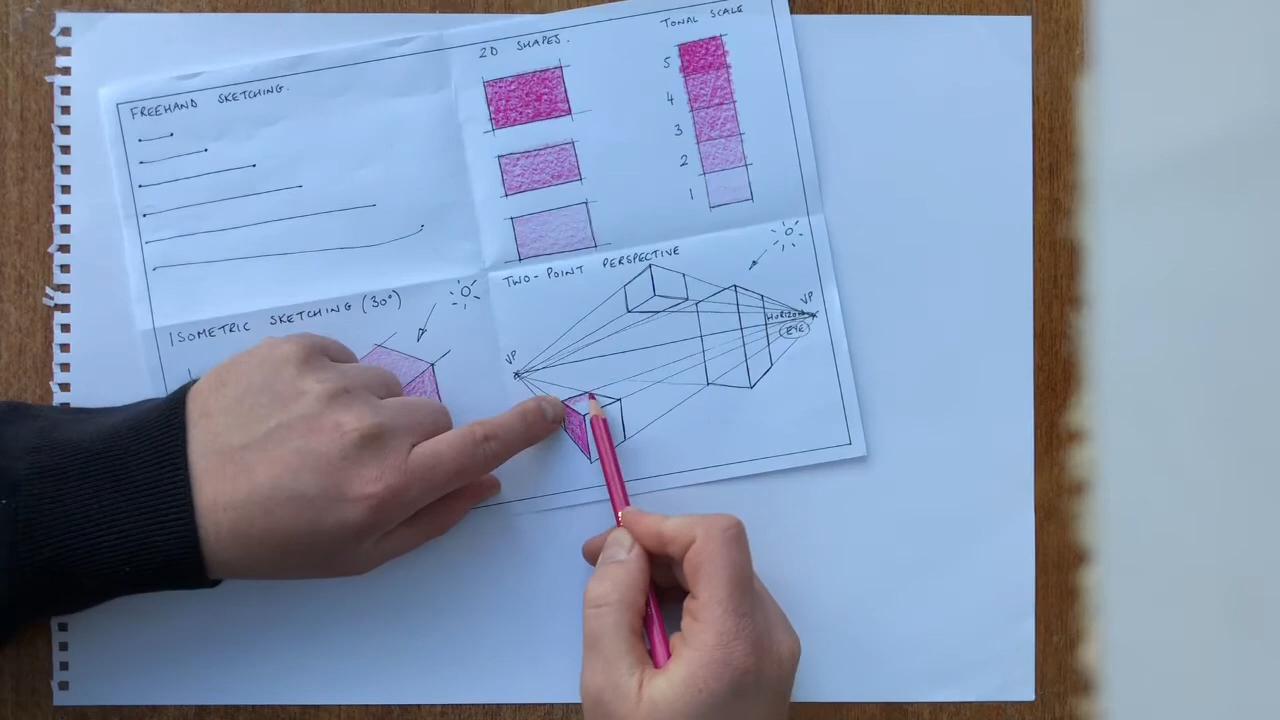 FREEHAND SKETCHING.
2D SHAPES.
TONAL SCALE
5
4
3
2
1
ISOMETRIC SKETCHING (30°)
TWO-POINT PERSPECTIVE
VP
VP
HORIZON
EYE